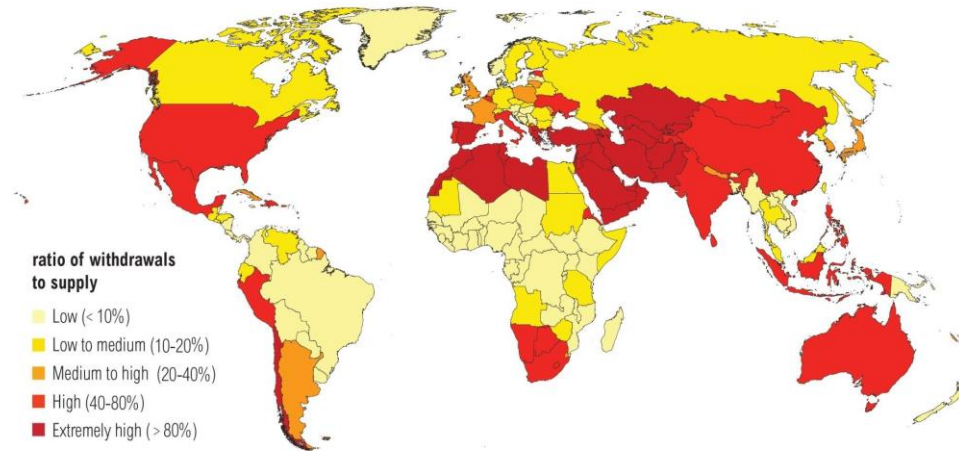 ratio of withdrawals
to supply
Low (< 10%)
Low to medium (10-20%)
Medium to high (20-40%)
High (40-80%)
Extremely high (> 80%)